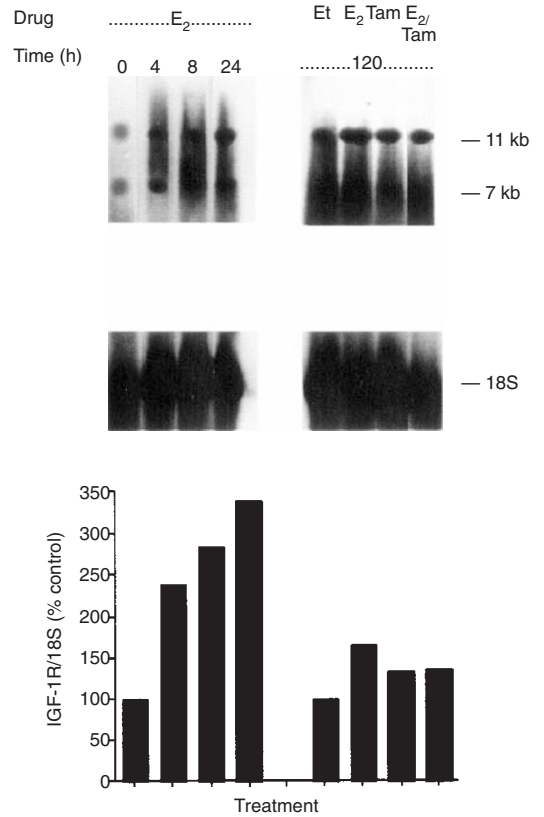 Drug
............E₂............
Et E₂ Tam E₂/
Tam
Time (h)
0 4 8 24
..........120..........
— 11 kb
— 7 kb
— 18S
350
300
250
200
150
100
50
0
IGF-1R/18S (% control)
Treatment